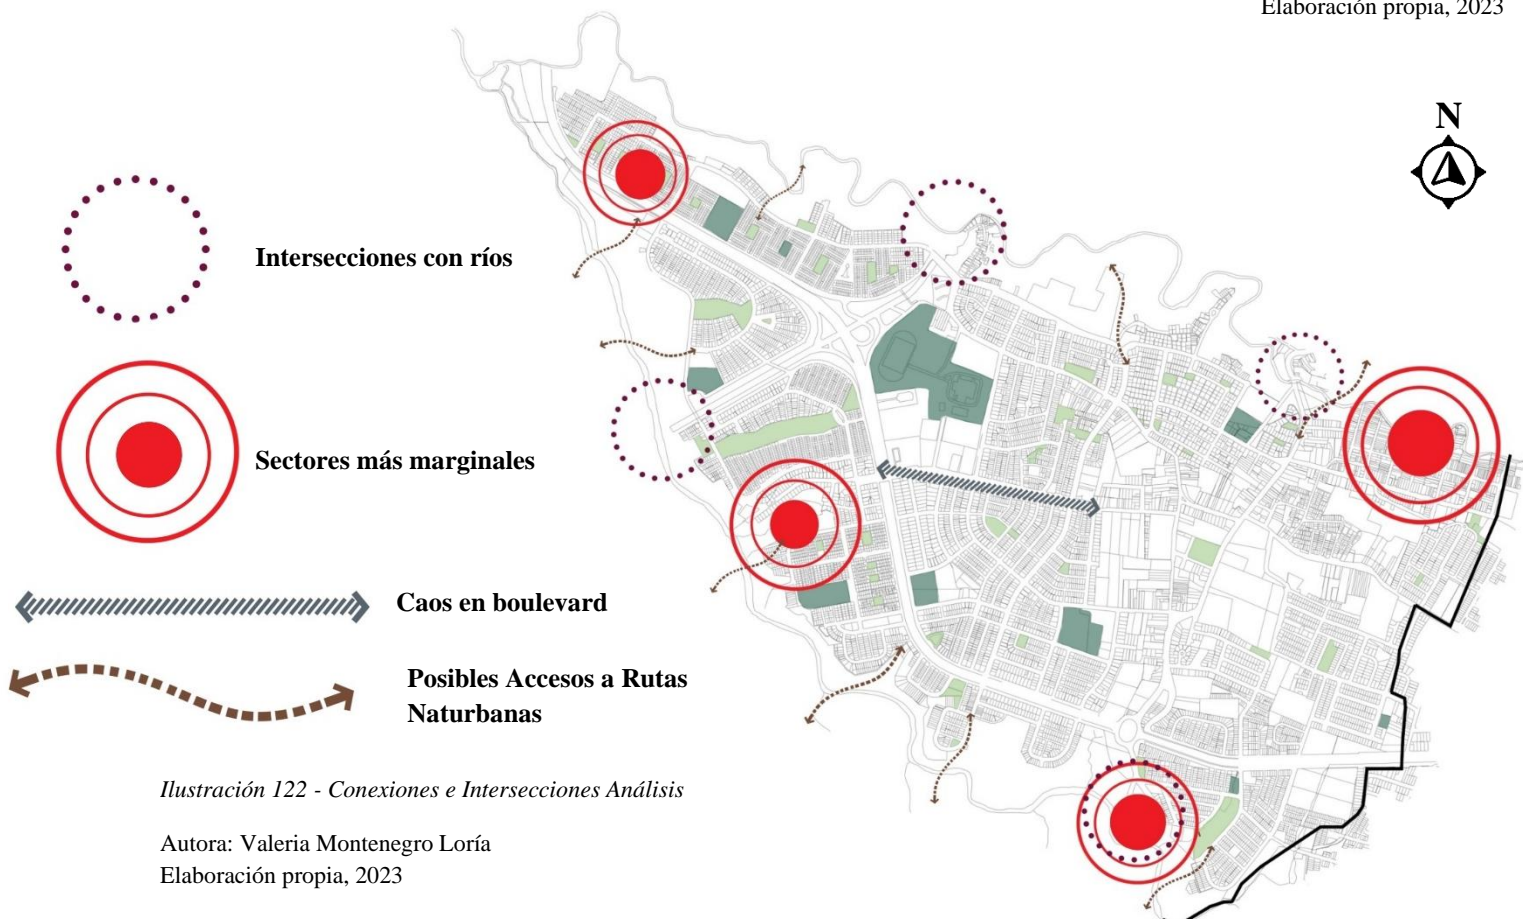 Elaboración propia, 2023
N
Intersecciones con ríos
Sectores más marginales
Caos en boulevard
Posibles Accesos a Rutas
Naturbanas
Ilustración 122 - Conexiones e Intersecciones Análisis
Autora: Valeria Montenegro Loría
Elaboración propia, 2023